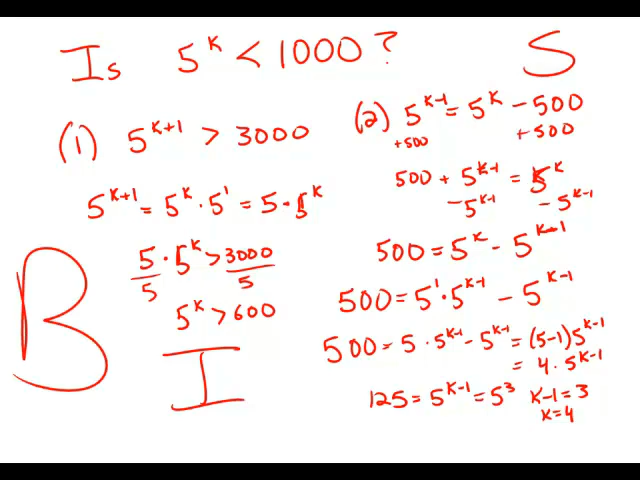 Is 5^k < 1000 ?
S
(1) 5^{k+1} > 3000
5^{k+1} = 5^k · 5^1 = 5 · 5^k
5 · 5^k > 3000
5 5
5^k > 600
I
B
(2) 5^{k-1} = 5^k - 500
+500 +500
500 + 5^{k-1} = 5^k
-5^{k-1} -5^{k-1}
500 = 5^k - 5^{k-1}
500 = 5^1 · 5^{k-1} - 5^{k-1}
500 = 5 · 5^{k-1} - 5^{k-1} = (5-1)5^{k-1}
= 4 · 5^{k-1}
125 = 5^{k-1} = 5^3 k-1 = 3
k = 4